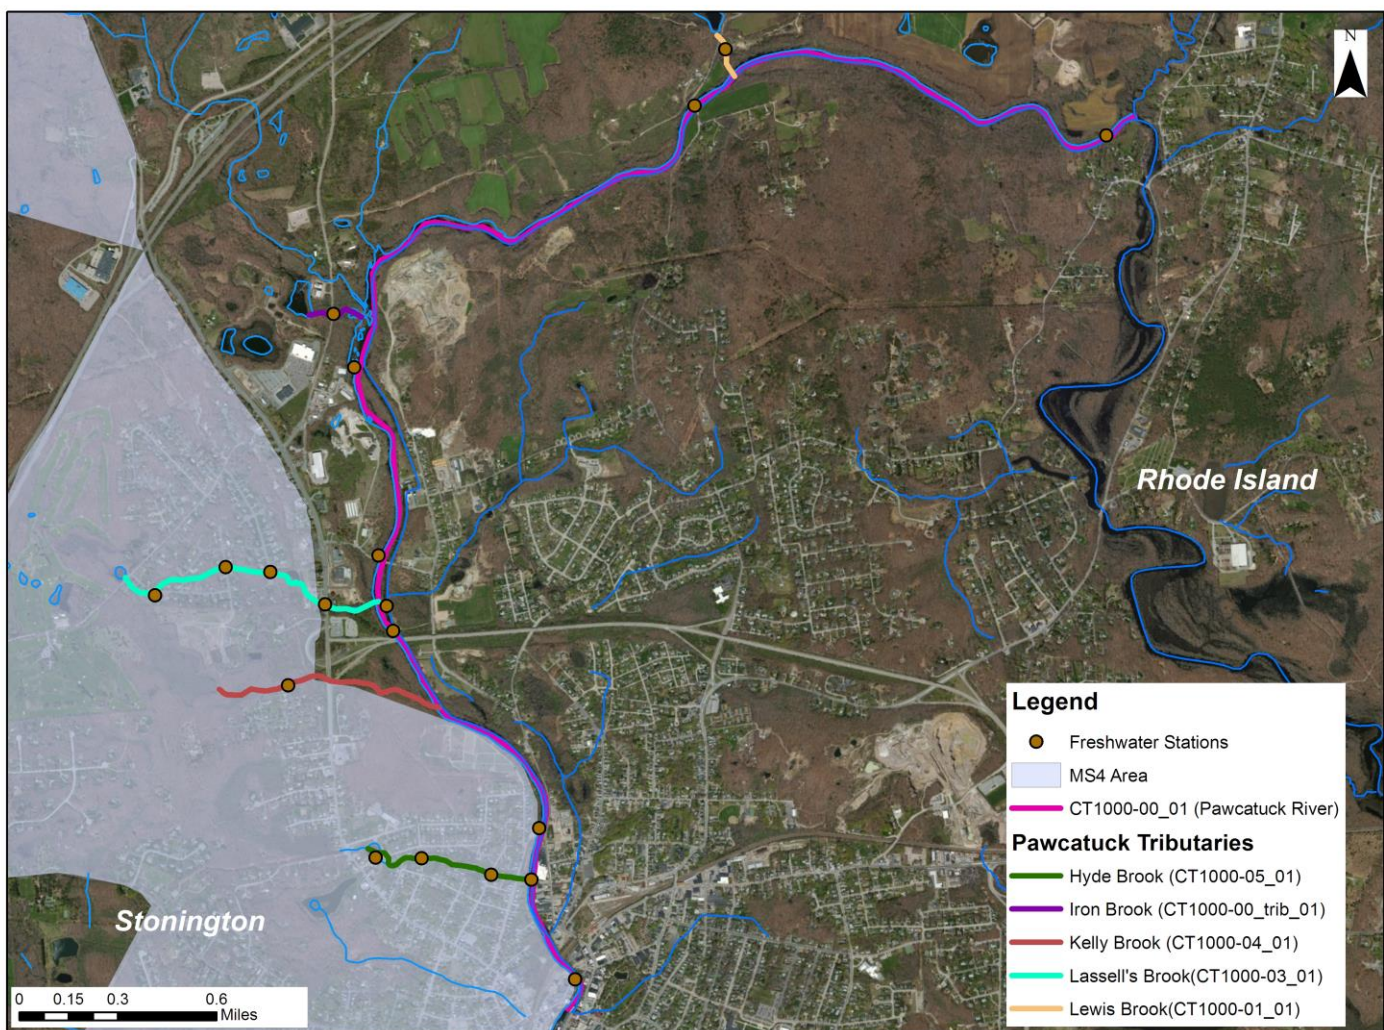 N
Rhode Island
Stonington
Legend
Freshwater Stations
MS4 Area
CT1000-00_01 (Pawcatuck River)
Pawcatuck Tributaries
Hyde Brook (CT1000-05_01)
Iron Brook (CT1000-00_trib_01)
Kelly Brook (CT1000-04_01)
Lassell's Brook(CT1000-03_01)
Lewis Brook(CT1000-01_01)
0 0.15 0.3 0.6
Miles